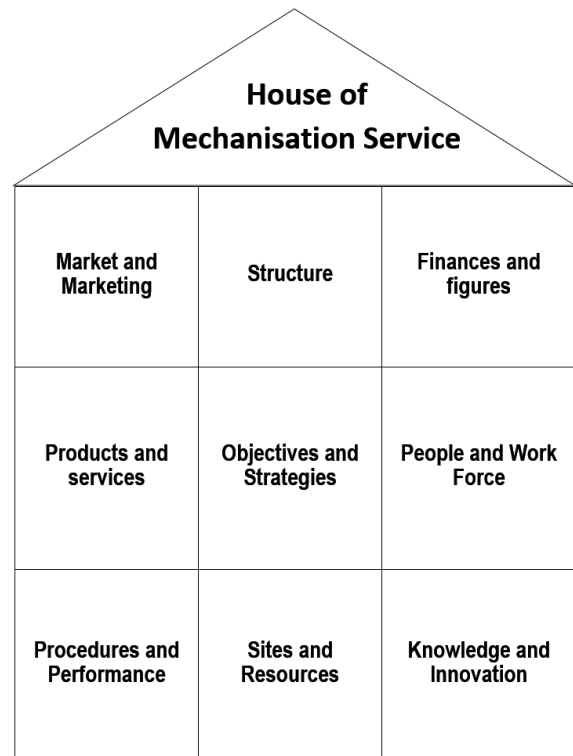 House of
Mechanisation Service
Market and
Marketing
Structure
Finances and
figures
Products and
services
Objectives and
Strategies
People and Work
Force
Procedures and
Performance
Sites and
Resources
Knowledge and
Innovation